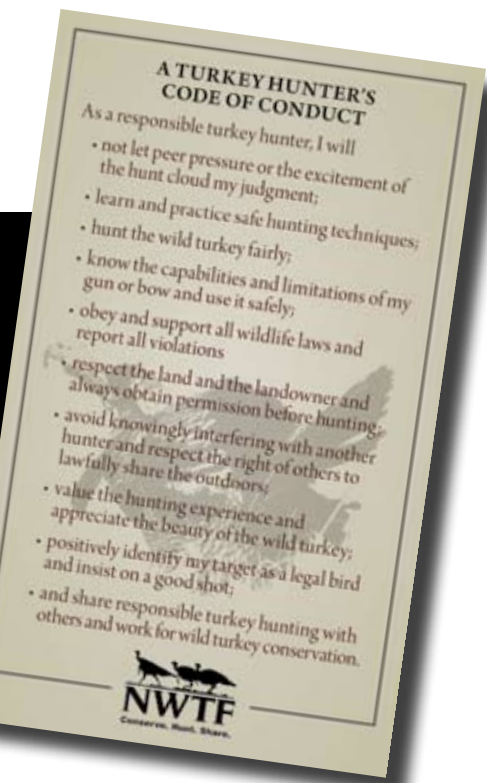 A TURKEY HUNTER'S
CODE OF CONDUCT
As a responsible turkey hunter, I will
• not let peer pressure or the excitement of
the hunt cloud my judgment;
• learn and practice safe hunting techniques;
• hunt the wild turkey fairly;
• know the capabilities and limitations of my
gun or bow and use it safely;
• obey and support all wildlife laws and
report all violations
• respect the land and the landowner and
always obtain permission before hunting;
• avoid knowingly interfering with another
hunter and respect the right of others to
lawfully share the outdoors;
• value the hunting experience and
appreciate the beauty of the wild turkey;
• positively identify my target as a legal bird
and insist on a good shot;
• and share responsible turkey hunting with
others and work for wild turkey conservation.
NWTF
Conserve. Hunt. Share.